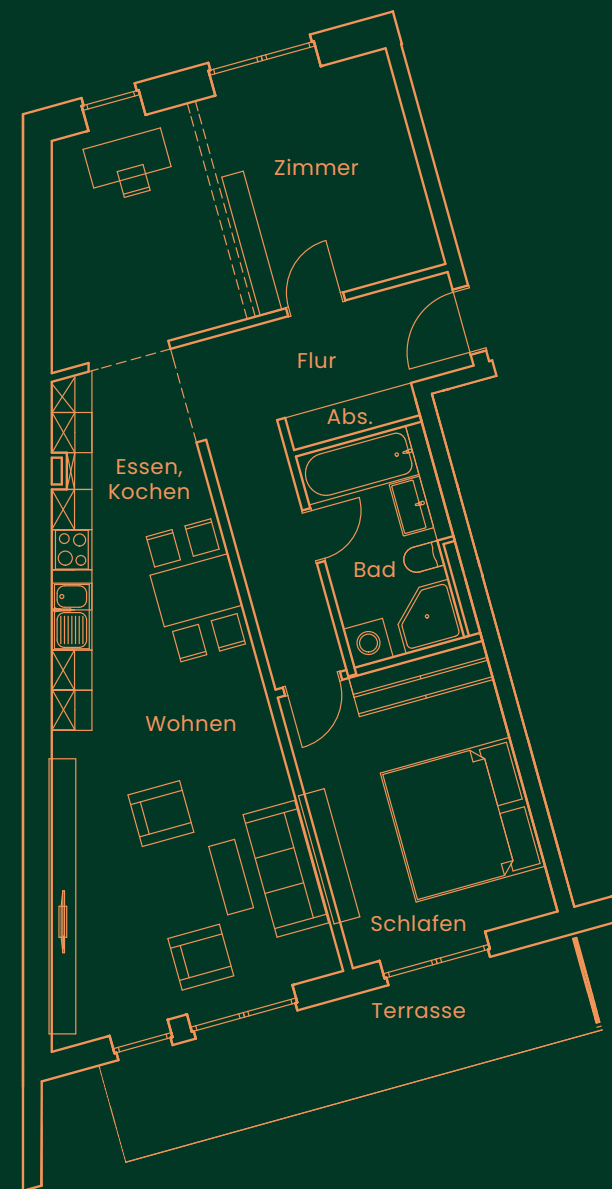 Zimmer
Flur
Abs.
Essen,
Kochen
Bad
Wohnen
Schlafen
Terrasse